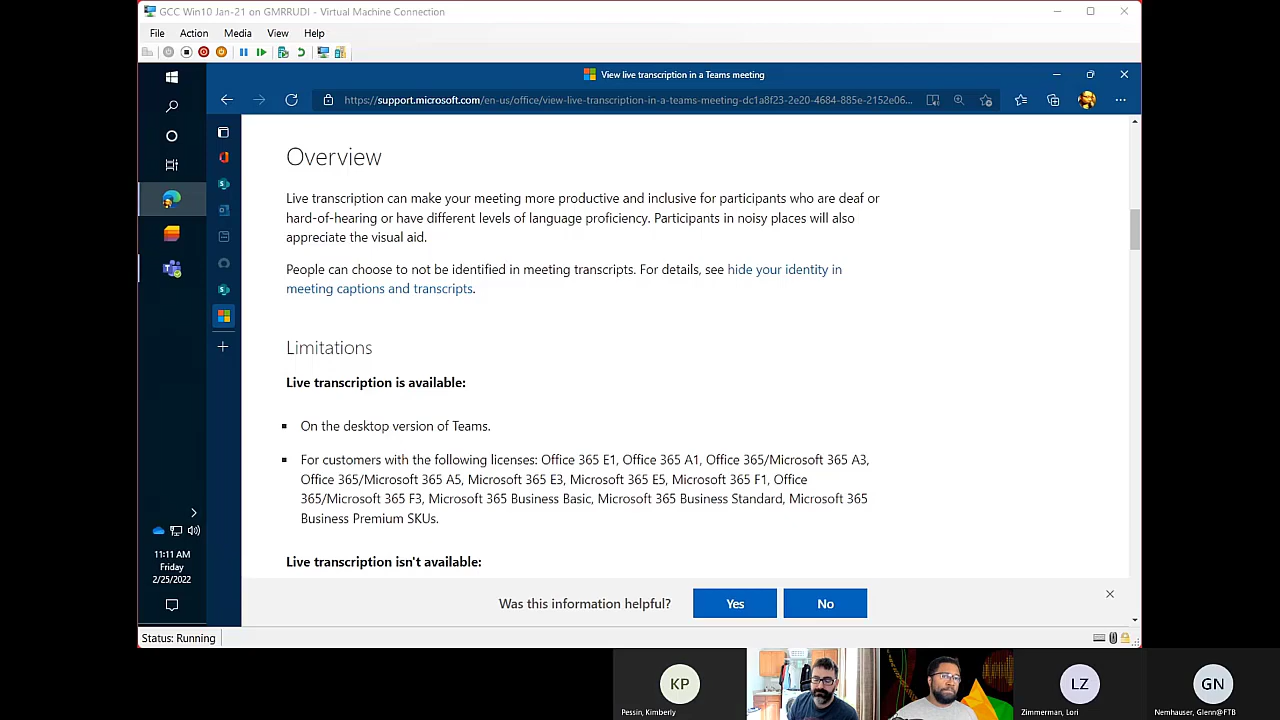 GCC Win10 Jan-21 on GMRRUDI - Virtual Machine Connection
File Action Media View Help
View live transcription in a Teams meeting
https://support.microsoft.com/en-us/office/view-live-transcription-in-a-teams-meeting-dc1a8f23-2e20-4684-885e-2152e06...
Overview
Live transcription can make your meeting more productive and inclusive for participants who are deaf or
hard-of-hearing or have different levels of language proficiency. Participants in noisy places will also
appreciate the visual aid.
People can choose to not be identified in meeting transcripts. For details, see hide your identity in
meeting captions and transcripts.
Limitations
Live transcription is available:
On the desktop version of Teams.
For customers with the following licenses: Office 365 E1, Office 365 A1, Office 365/Microsoft 365 A3,
Office 365/Microsoft 365 A5, Microsoft 365 E3, Microsoft 365 E5, Microsoft 365 F1, Office
365/Microsoft 365 F3, Microsoft 365 Business Basic, Microsoft 365 Business Standard, Microsoft 365
Business Premium SKUs.
Live transcription isn't available:
Was this information helpful? Yes No
11:11 AM
Friday
2/25/2022
Status: Running
KP
LZ
GN
Pessin, Kimberly
Zimmerman, Lori
Nemhauser, Glenn@FTB